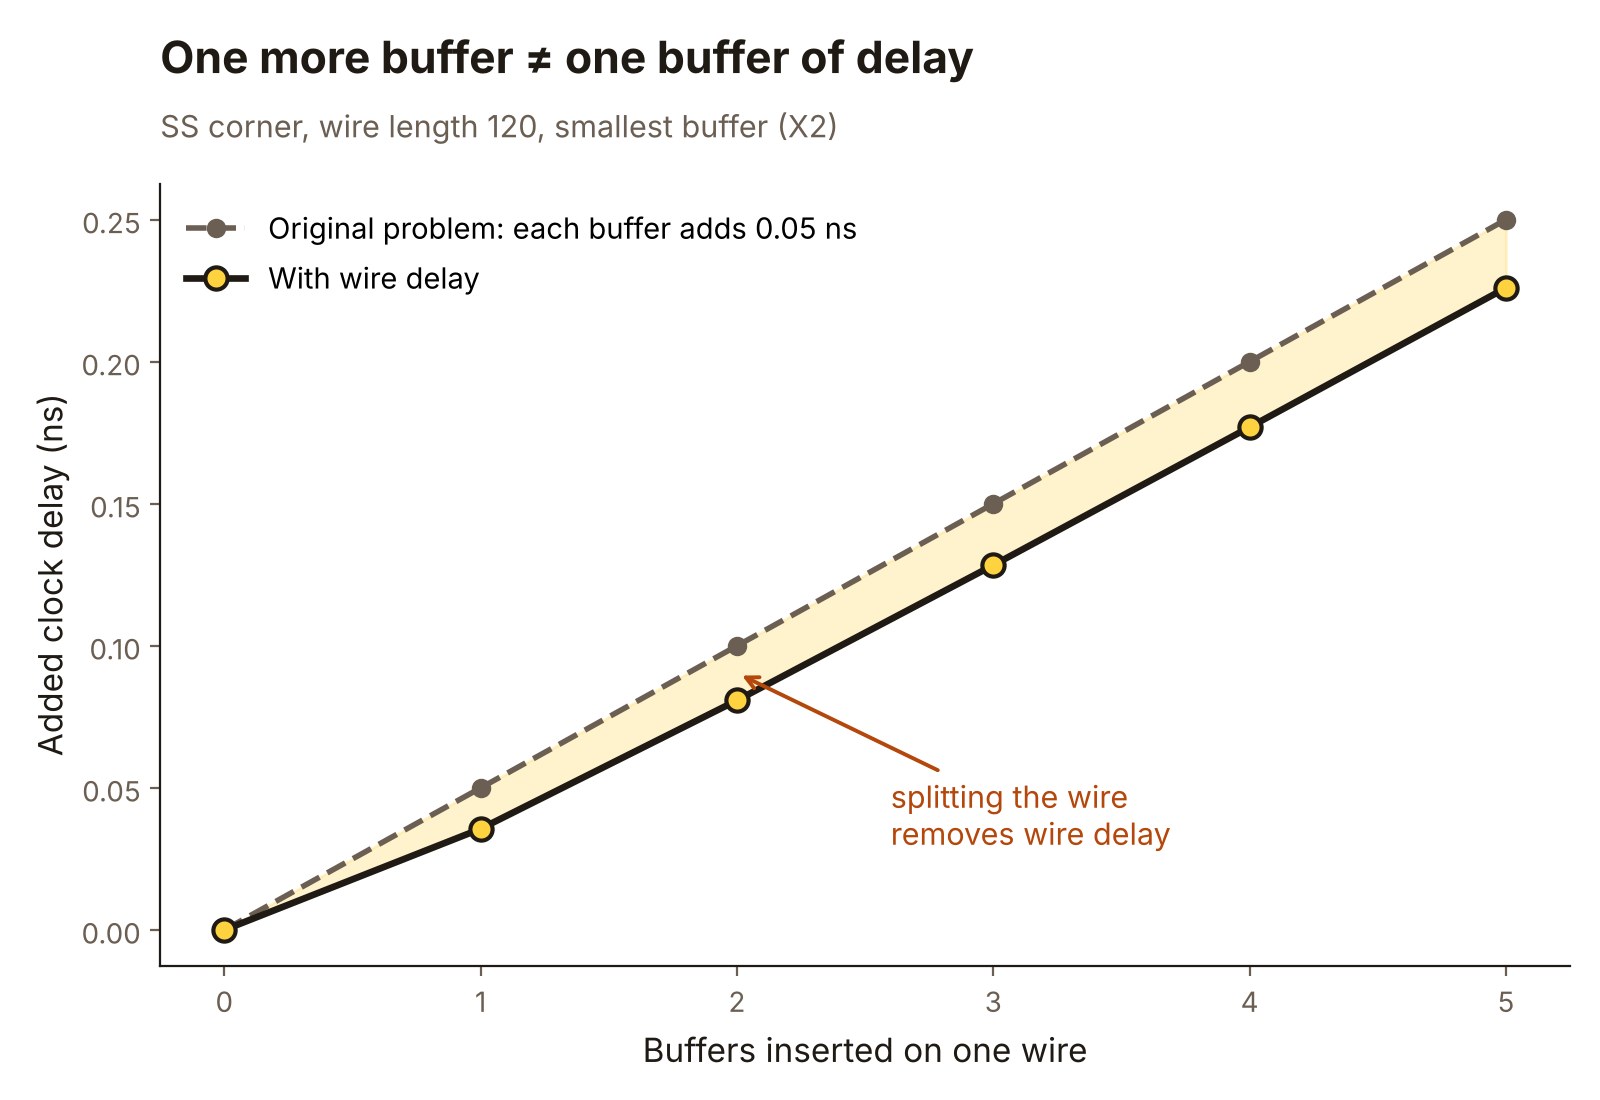 One more buffer ≠ one buffer of delay
SS corner, wire length 120, smallest buffer (X2)
Original problem: each buffer adds 0.05 ns
With wire delay
Added clock delay (ns)
0.25
0.20
0.15
0.10
0.05
0.00
splitting the wire
removes wire delay
0 1 2 3 4 5
Buffers inserted on one wire